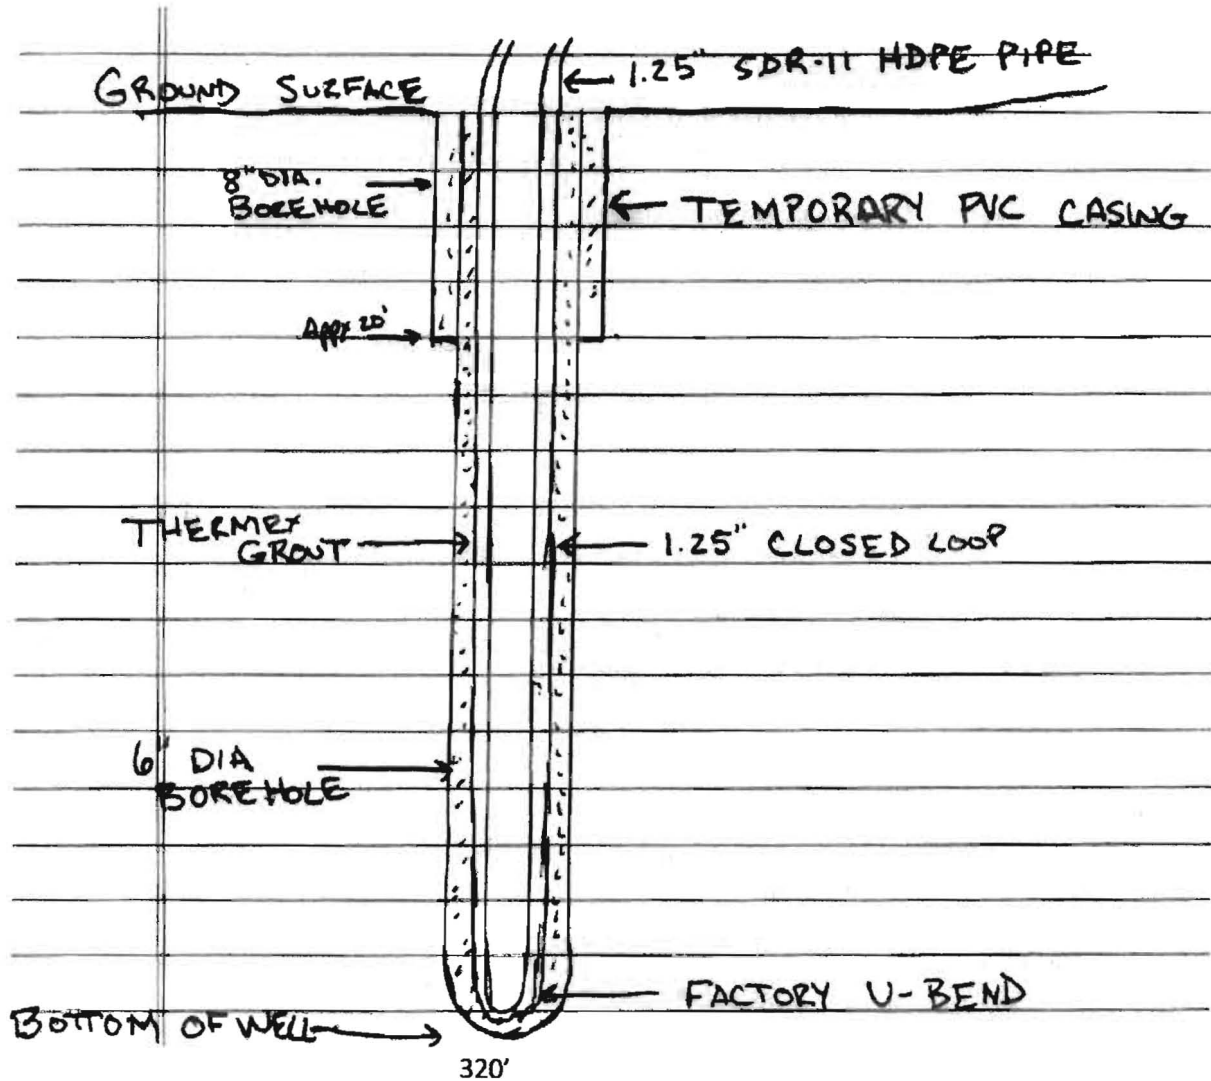 1.25" SDR-11 HDPE PIPE
GROUND SURFACE
8" DIA.
BOREHOLE
TEMPORARY PVC CASING
Appx 20'
THERMEX
GROUT
1.25" CLOSED LOOP
6" DIA
BOREHOLE
FACTORY U-BEND
BOTTOM OF WELL
320'